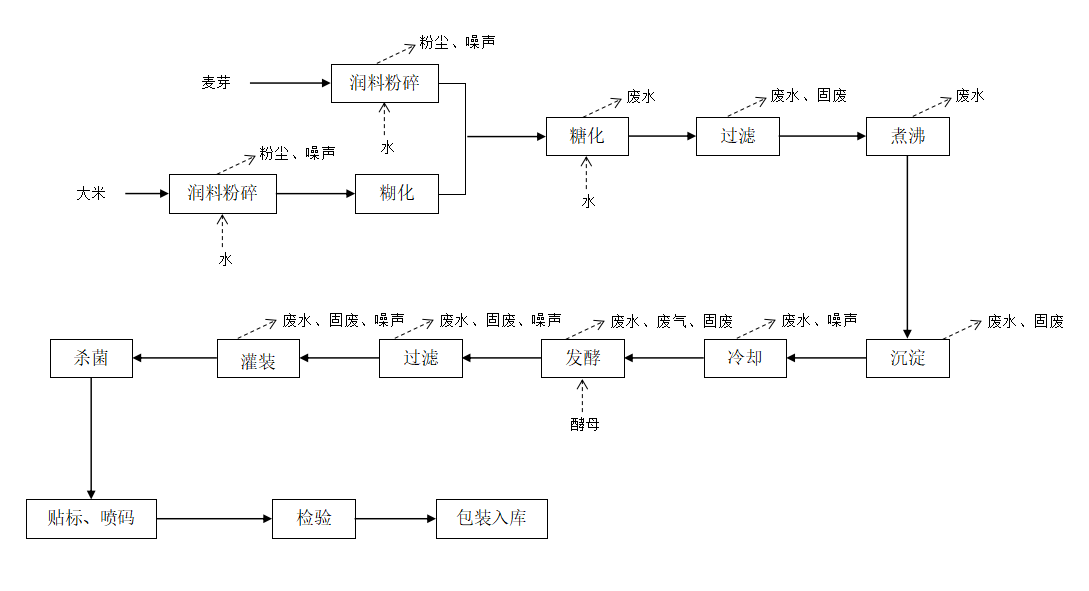 粉尘、噪声
麦芽
润料粉碎
水
粉尘、噪声
大米
润料粉碎
糊化
水
废水
糖化
水
废水、固废
过滤
废水
煮沸
废水、固废
沉淀
废水、噪声
冷却
废水、废气、固废
发酵
酵母
废水、固废、噪声
过滤
废水、固废、噪声
灌装
杀菌
贴标、喷码
检验
包装入库